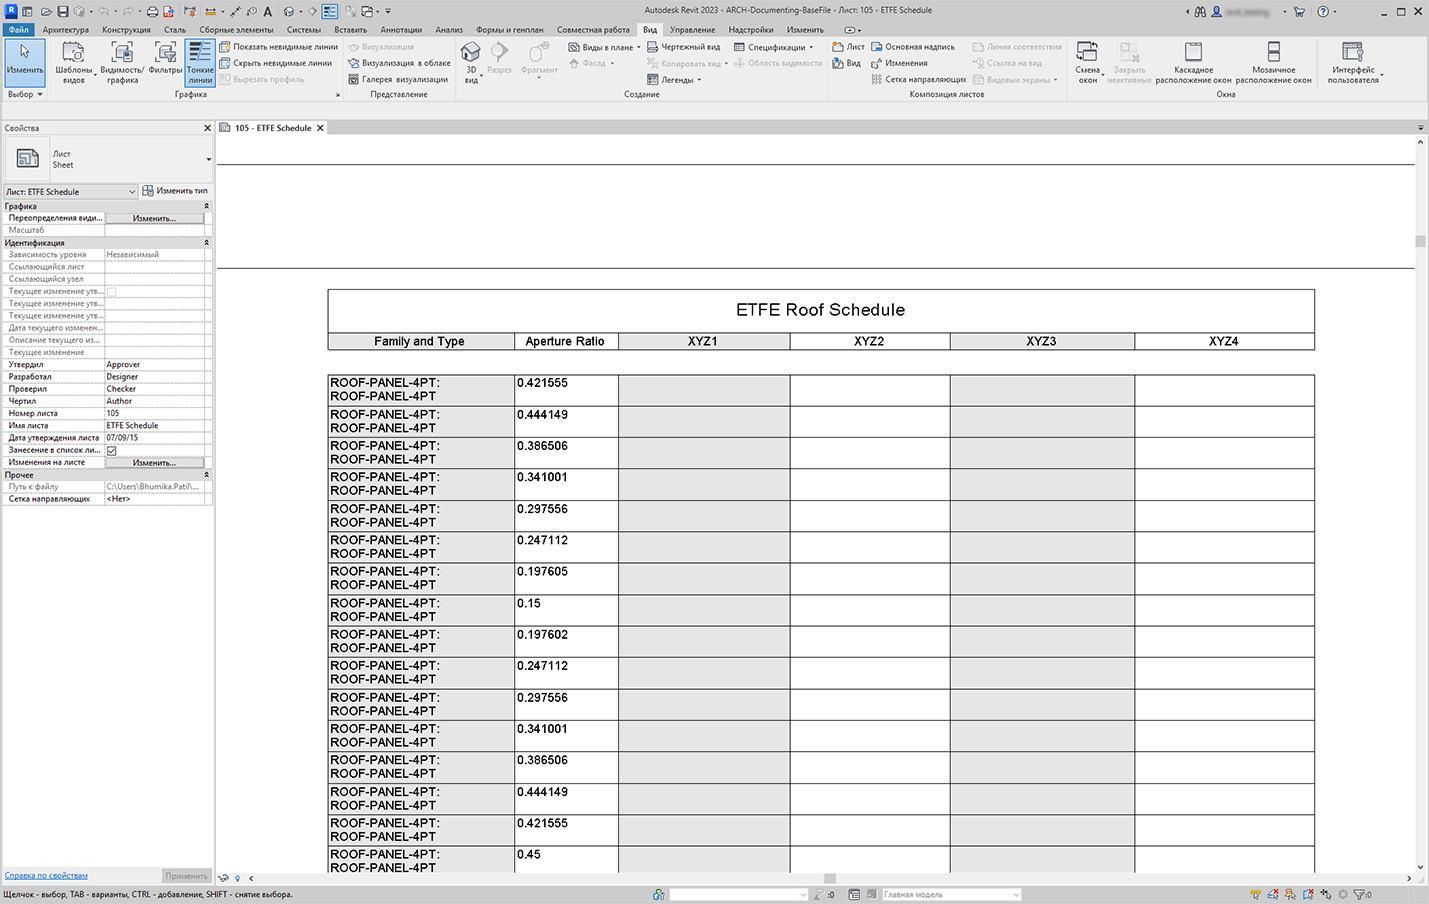 Autodesk Revit 2023 - ARCH-Documenting-BaseFile - Лист: 105 - ETFE Schedule
Файл Архитектура Конструкция Сталь Сборные элементы Системы Вставить Аннотации Анализ Формы и генплан Совместная работа Вид Управление Надстройки Изменить
Изменить
Шаблоны видов
Видимость/графика
Фильтры
Тонкие линии
Показать невидимые линии
Скрыть невидимые линии
Вырезать профиль
Визуализация
Визуализация в облаке
Галерея визуализации
3D вид
Разрез
Фрагмент
Виды в плане
Фасад
Чертежный вид
Копировать вид
Легенды
Спецификации
Область видимости
Лист
Вид
Основная надпись
Изменения
Сетка направляющих
Линия соответствия
Ссылка на вид
Видовые экраны
Смена окон
Закрыть неактивные
Каскадное расположение окон
Мозаичное расположение окон
Интерфейс пользователя
Выбор Графика Представление Создание Композиция листов Окна
Свойства
105 - ETFE Schedule
Лист
Sheet
Лист: ETFE Schedule Изменить тип
Графика
Переопределения види... Изменить...
Масштаб
Идентификация
Зависимость уровня Независимый
Ссылающийся лист
Ссылающийся узел
Текущее изменение утв...
Текущее изменение утв...
Текущее изменение утв...
Дата текущего изменен...
Описание текущего из...
Текущее изменение
Утвердил Approver
Разработал Designer
Проверил Checker
Чертил Author
Номер листа 105
Имя листа ETFE Schedule
Дата утверждения листа 07/09/15
Занесение в список ли...
Изменения на листе Изменить...
Прочее
Путь к файлу C:\Users\Bhumika.Patil\...
Сетка направляющих <Нет>
Справка по свойствам Применить
ETFE Roof Schedule
Family and Type Aperture Ratio XYZ1 XYZ2 XYZ3 XYZ4
ROOF-PANEL-4PT: 0.421555
ROOF-PANEL-4PT
ROOF-PANEL-4PT: 0.444149
ROOF-PANEL-4PT
ROOF-PANEL-4PT: 0.386506
ROOF-PANEL-4PT
ROOF-PANEL-4PT: 0.341001
ROOF-PANEL-4PT
ROOF-PANEL-4PT: 0.297556
ROOF-PANEL-4PT
ROOF-PANEL-4PT: 0.247112
ROOF-PANEL-4PT
ROOF-PANEL-4PT: 0.197605
ROOF-PANEL-4PT
ROOF-PANEL-4PT: 0.15
ROOF-PANEL-4PT
ROOF-PANEL-4PT: 0.197602
ROOF-PANEL-4PT
ROOF-PANEL-4PT: 0.247112
ROOF-PANEL-4PT
ROOF-PANEL-4PT: 0.297556
ROOF-PANEL-4PT
ROOF-PANEL-4PT: 0.341001
ROOF-PANEL-4PT
ROOF-PANEL-4PT: 0.386506
ROOF-PANEL-4PT
ROOF-PANEL-4PT: 0.444149
ROOF-PANEL-4PT
ROOF-PANEL-4PT: 0.421555
ROOF-PANEL-4PT
ROOF-PANEL-4PT: 0.45
ROOF-PANEL-4PT
Щелчок - выбор, TAB - варианты, CTRL - добавление, SHIFT - снятие выбора.
:0
Главная модель
:0